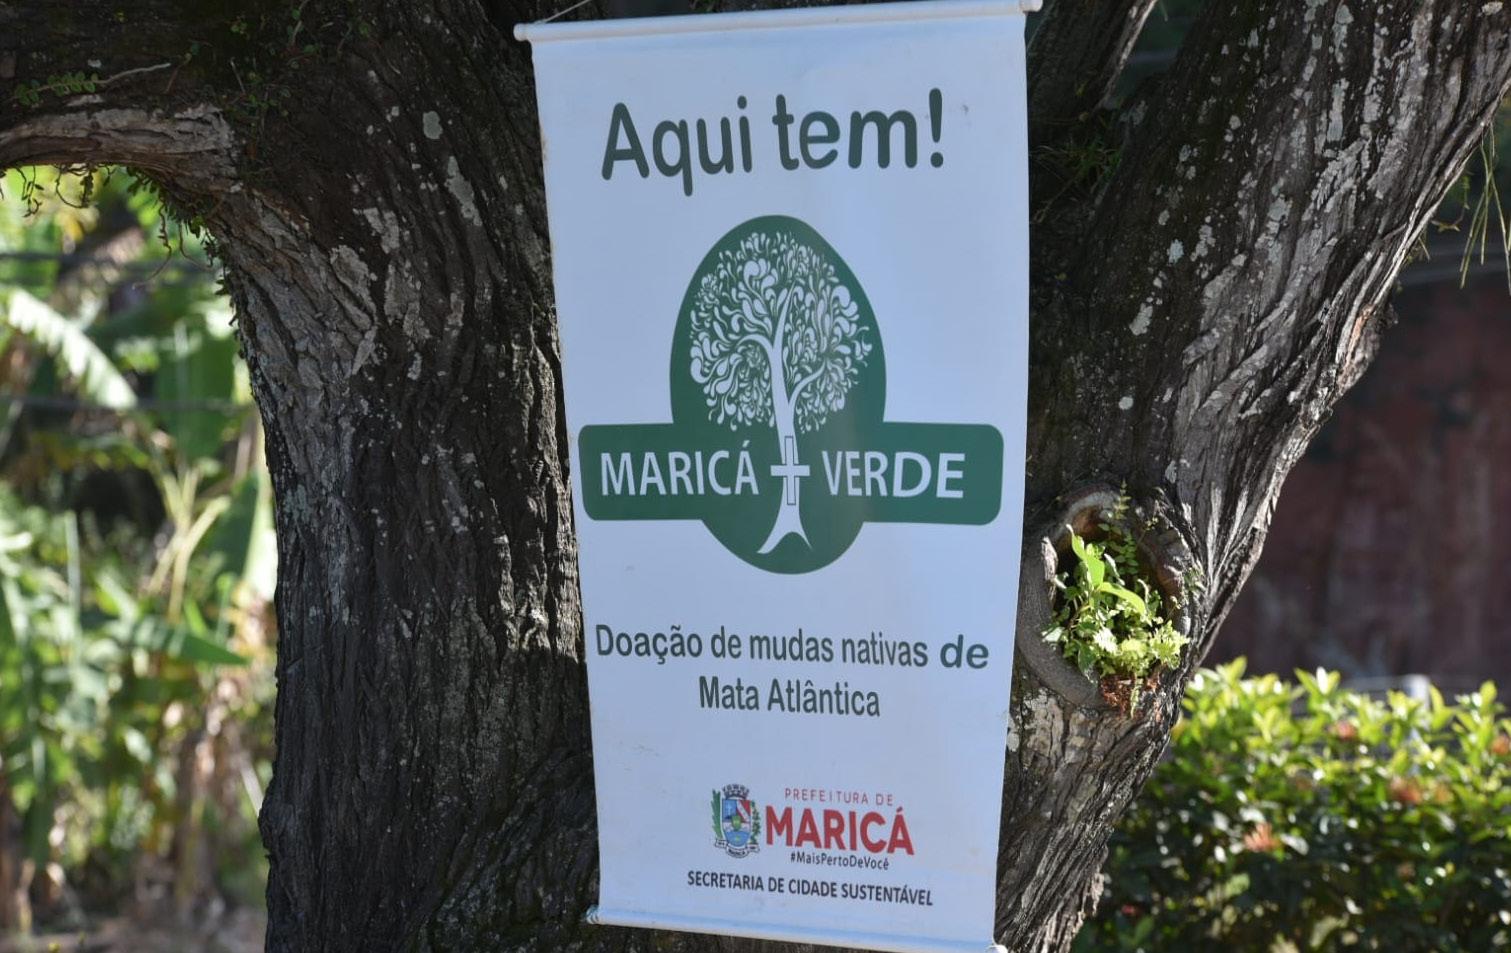 Aqui tem!
MARICÁ + VERDE
Doação de mudas nativas de
Mata Atlântica
PREFEITURA DE
MARICÁ
#MaisPertoDeVocê
SECRETARIA DE CIDADE SUSTENTÁVEL